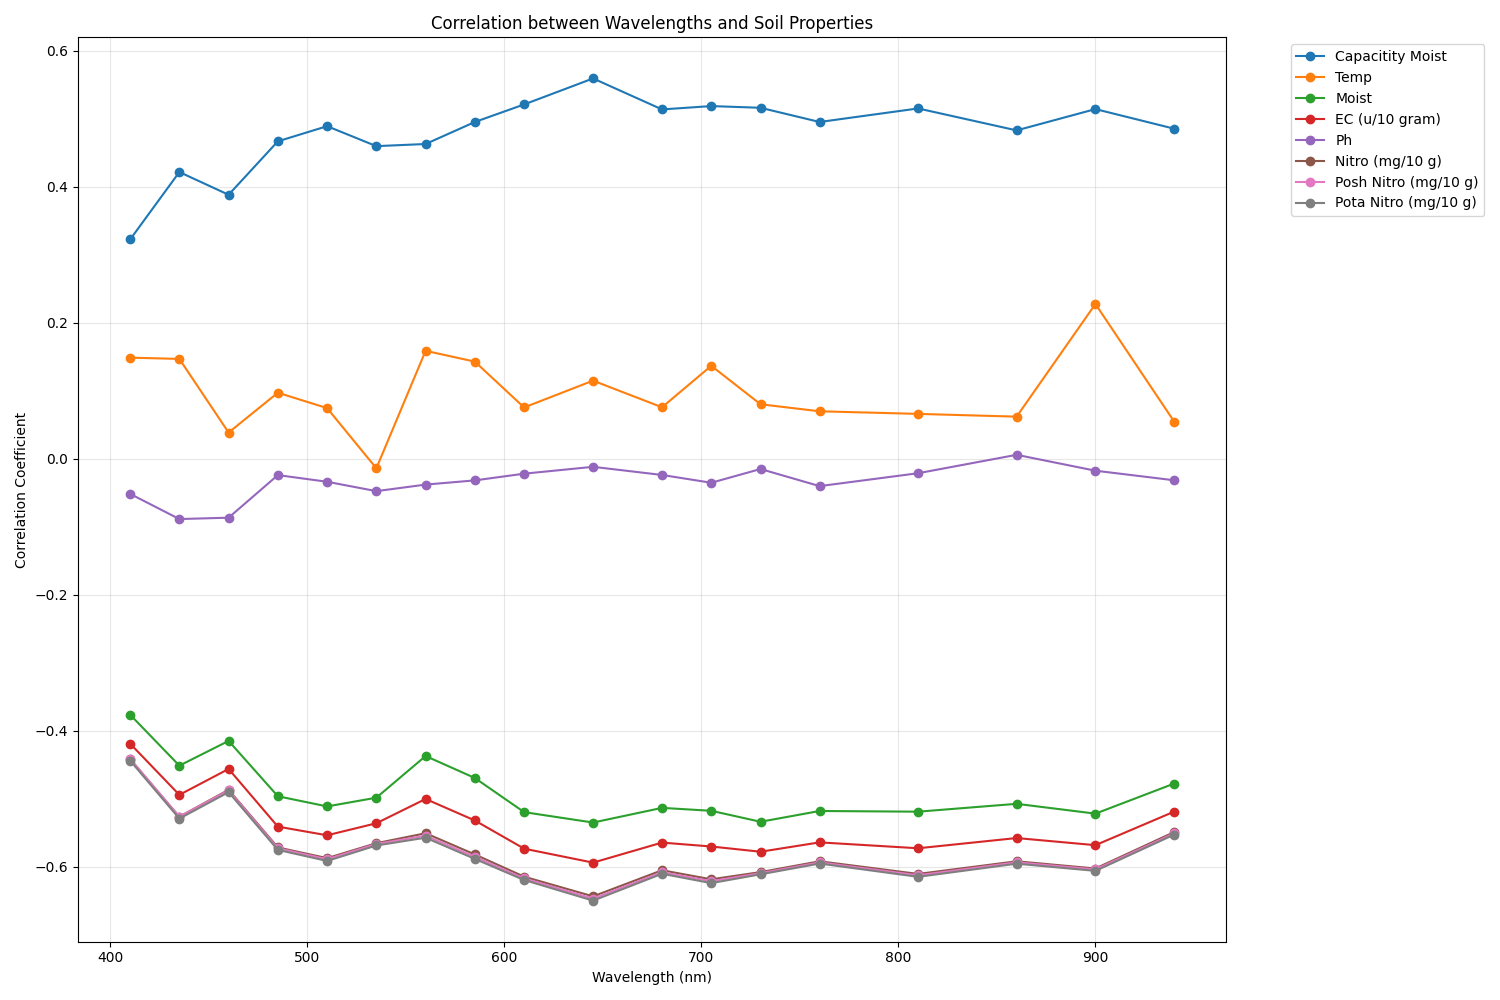 Correlation between Wavelengths and Soil Properties
0.6
0.4
0.2
0.0
−0.2
−0.4
−0.6
Correlation Coefficient
400
500
600
700
800
900
Wavelength (nm)
Capacitity Moist
Temp
Moist
EC (u/10 gram)
Ph
Nitro (mg/10 g)
Posh Nitro (mg/10 g)
Pota Nitro (mg/10 g)